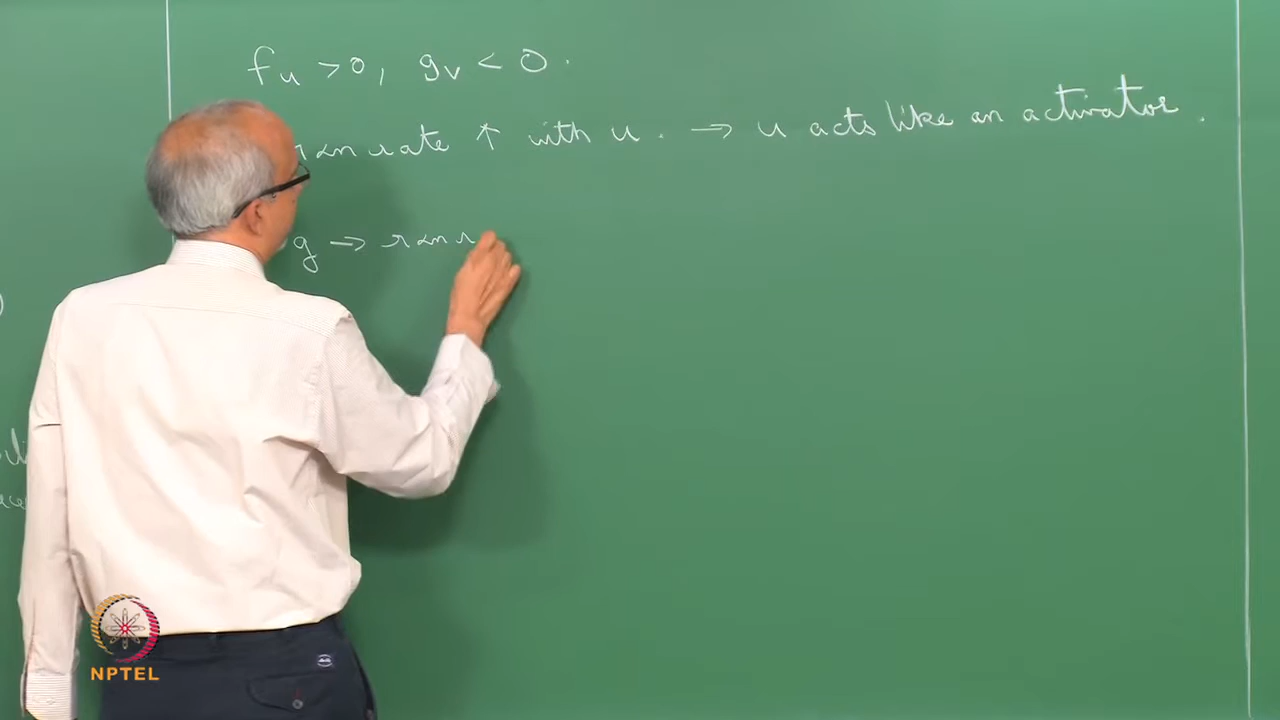 fu > 0, gv < 0.
rxn rate ↑ with u. → u acts like an activator.
g → rxn r
NPTEL